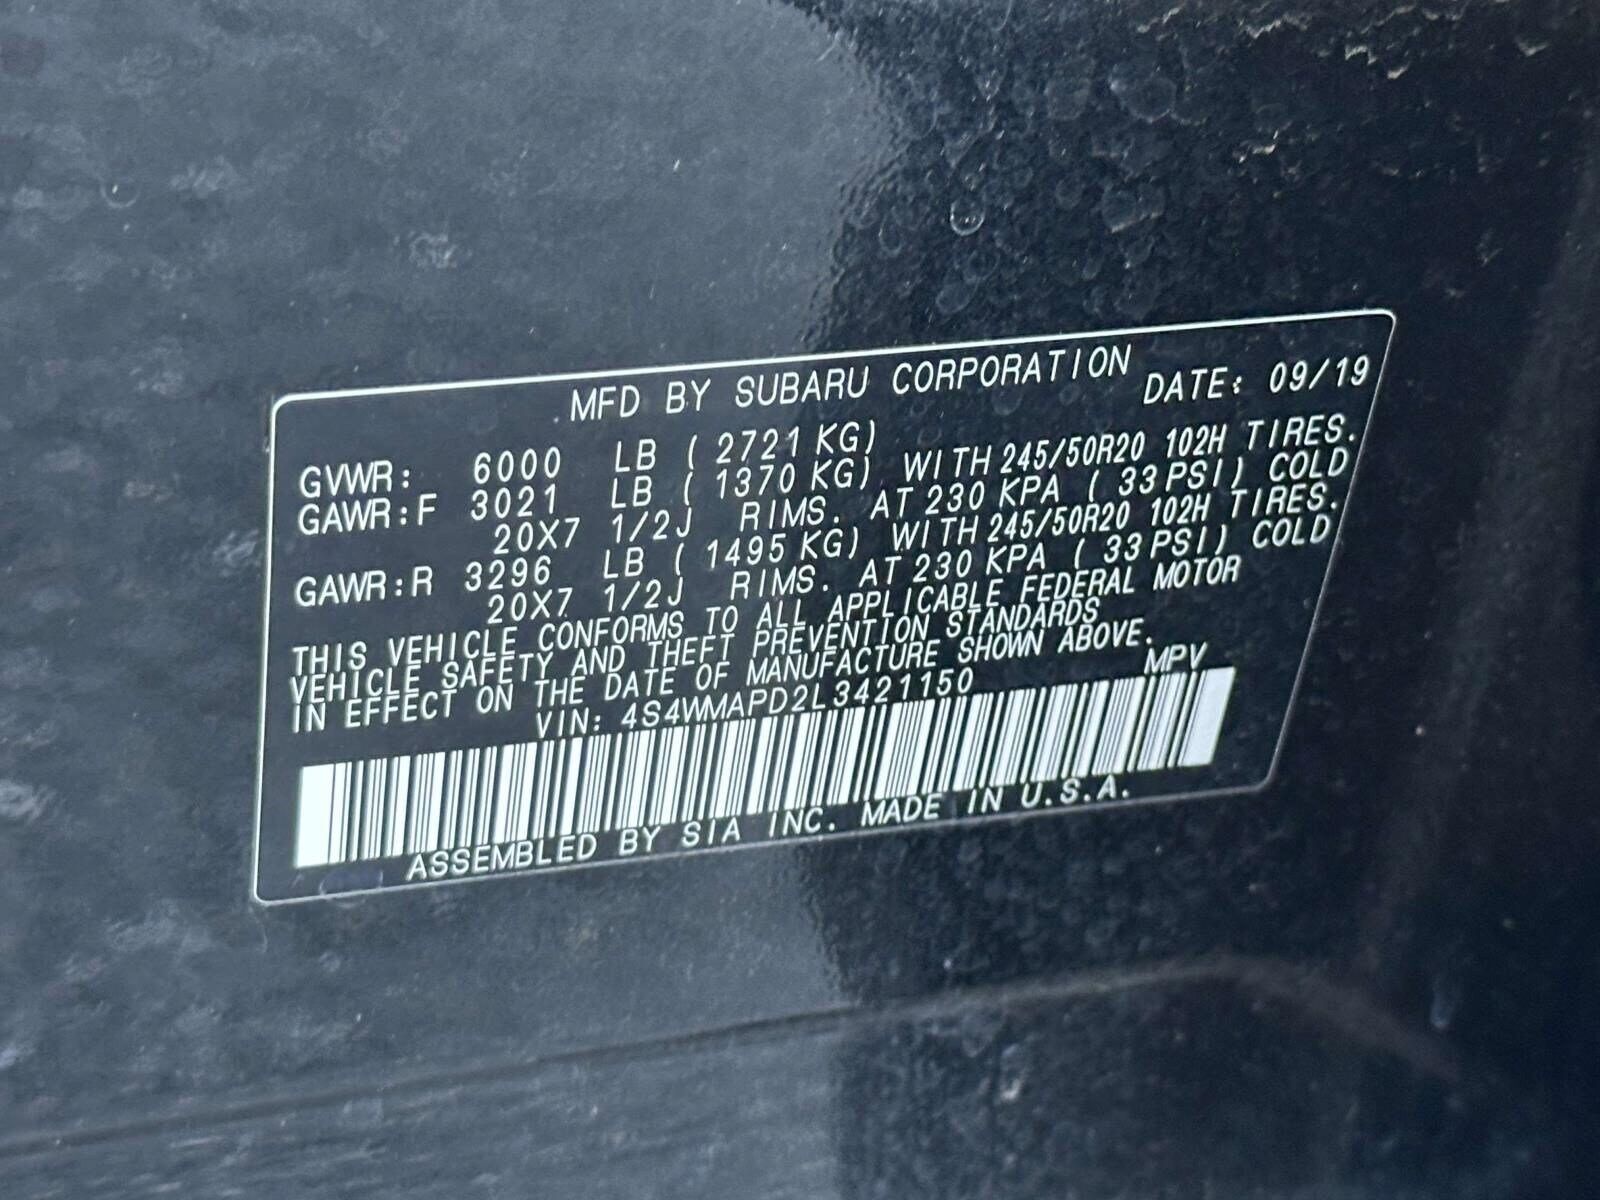 MFD BY SUBARU CORPORATION DATE: 09/19
GVWR: 6000 LB ( 2721 KG)
GAWR:F 3021 LB ( 1370 KG) WITH 245/50R20 102H TIRES.
20X7 1/2J RIMS. AT 230 KPA ( 33 PSI) COLD
GAWR:R 3296 LB ( 1495 KG) WITH 245/50R20 102H TIRES.
20X7 1/2J RIMS. AT 230 KPA ( 33 PSI) COLD
THIS VEHICLE CONFORMS TO ALL APPLICABLE FEDERAL MOTOR
VEHICLE SAFETY AND THEFT PREVENTION STANDARDS
IN EFFECT ON THE DATE OF MANUFACTURE SHOWN ABOVE.
VIN: 4S4WMAPD2L3421150 MPV
ASSEMBLED BY SIA INC. MADE IN U.S.A.